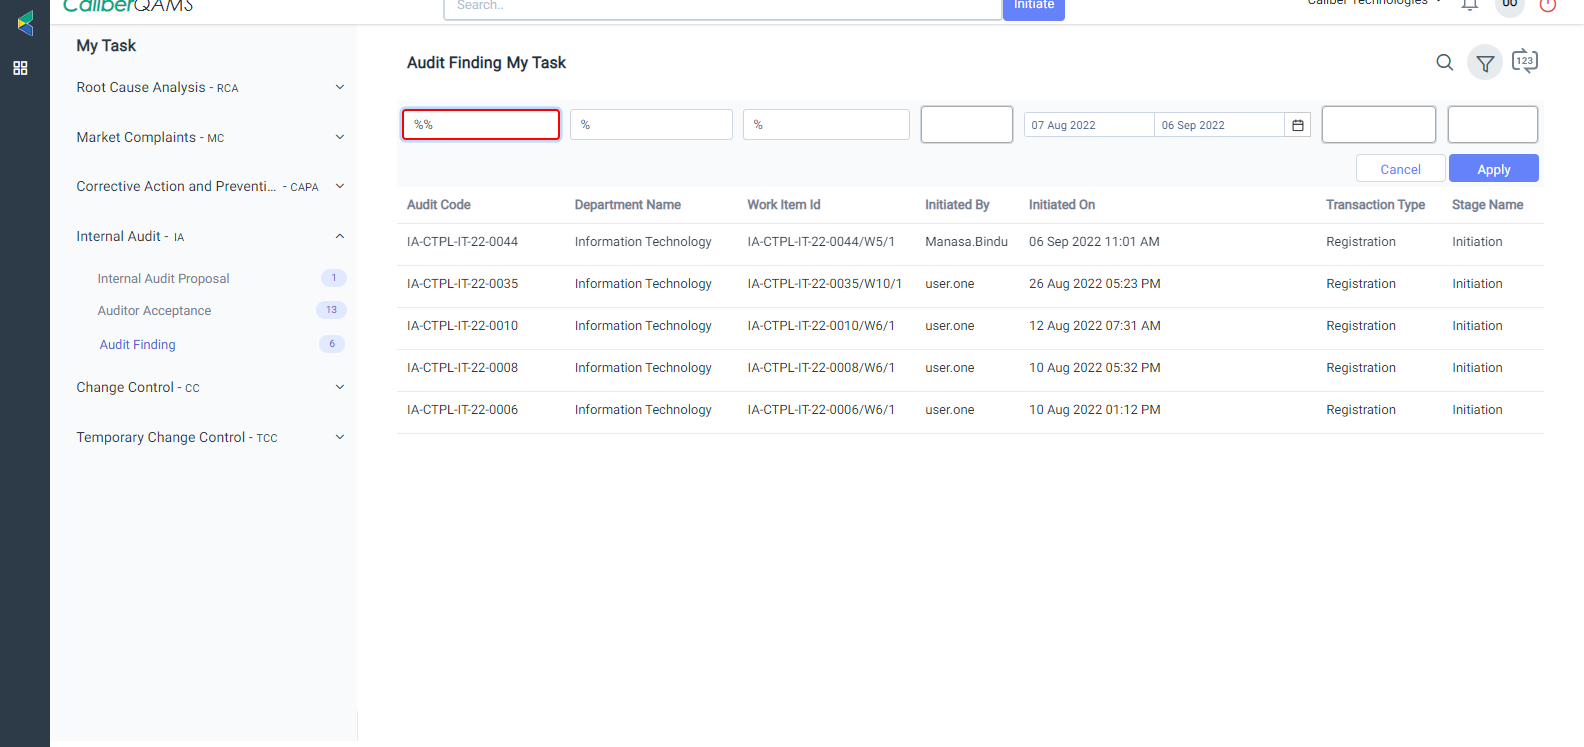 CaliberQAMS
Search..
Initiate
Caliber Technologies
00
My Task
Root Cause Analysis - RCA
Market Complaints - MC
Corrective Action and Preventi... - CAPA
Internal Audit - IA
Internal Audit Proposal 1
Auditor Acceptance 13
Audit Finding 6
Change Control - CC
Temporary Change Control - TCC
Audit Finding My Task
123
%% % % 07 Aug 2022 06 Sep 2022
Cancel Apply
Audit Code Department Name Work Item Id Initiated By Initiated On Transaction Type Stage Name
IA-CTPL-IT-22-0044 Information Technology IA-CTPL-IT-22-0044/W5/1 Manasa.Bindu 06 Sep 2022 11:01 AM Registration Initiation
IA-CTPL-IT-22-0035 Information Technology IA-CTPL-IT-22-0035/W10/1 user.one 26 Aug 2022 05:23 PM Registration Initiation
IA-CTPL-IT-22-0010 Information Technology IA-CTPL-IT-22-0010/W6/1 user.one 12 Aug 2022 07:31 AM Registration Initiation
IA-CTPL-IT-22-0008 Information Technology IA-CTPL-IT-22-0008/W6/1 user.one 10 Aug 2022 05:32 PM Registration Initiation
IA-CTPL-IT-22-0006 Information Technology IA-CTPL-IT-22-0006/W6/1 user.one 10 Aug 2022 01:12 PM Registration Initiation